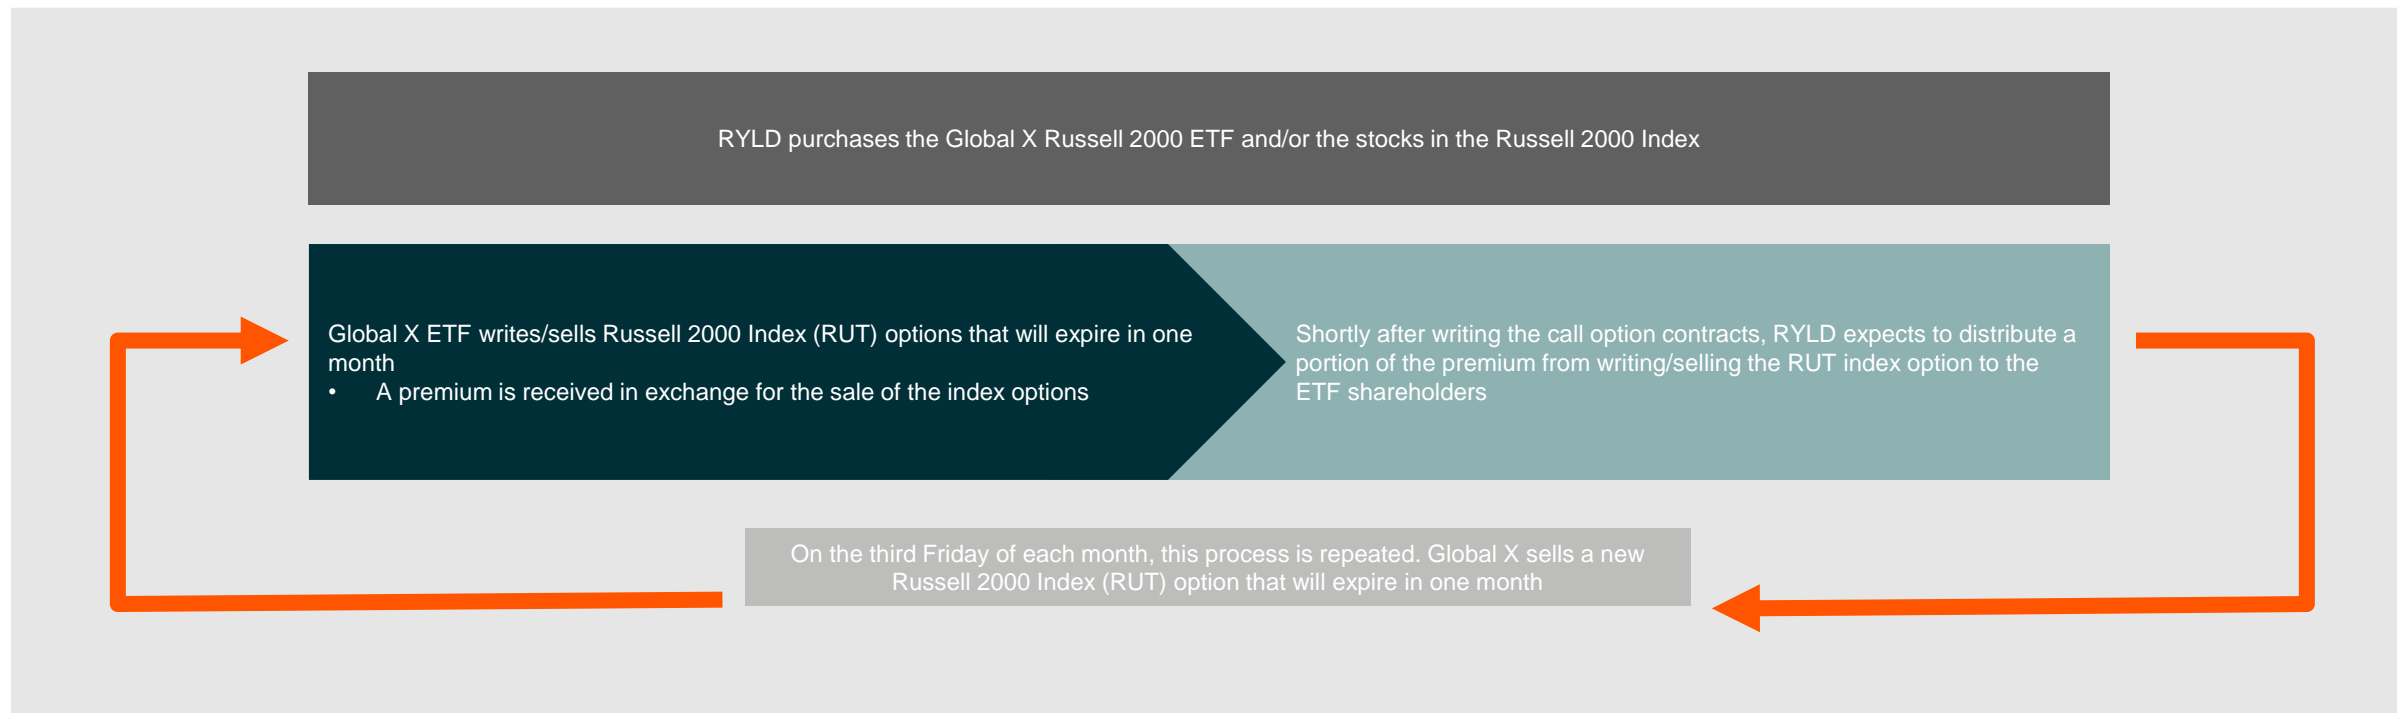 RYLD purchases the Global X Russell 2000 ETF and/or the stocks in the Russell 2000 Index
Global X ETF writes/sells Russell 2000 Index (RUT) options that will expire in one
month
• A premium is received in exchange for the sale of the index options
Shortly after writing the call option contracts, RYLD expects to distribute a
portion of the premium from writing/selling the RUT index option to the
ETF shareholders
On the third Friday of each month, this process is repeated. Global X sells a new
Russell 2000 Index (RUT) option that will expire in one month